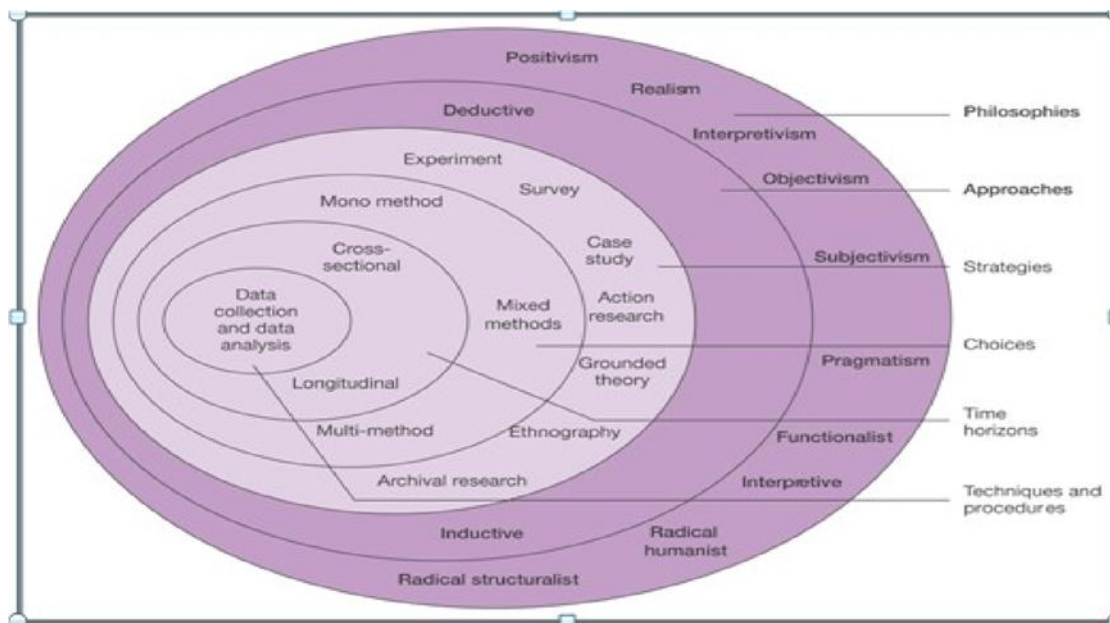 Positivism
Realism
Philosophies
Deductive
Interpretivism
Experiment
Objectivism
Approaches
Survey
Mono method
Case
study
Subjectivism
Strategies
Cross-
sectional
Data
collection
and data
analysis
Mixed
methods
Action
research
Choices
Grounded
theory
Pragmatism
Longitudinal
Time
horizons
Multi-method
Ethnography
Functionalist
Archival research
Interpretive
Techniques and
procedures
Inductive
Radical
humanist
Radical structuralist